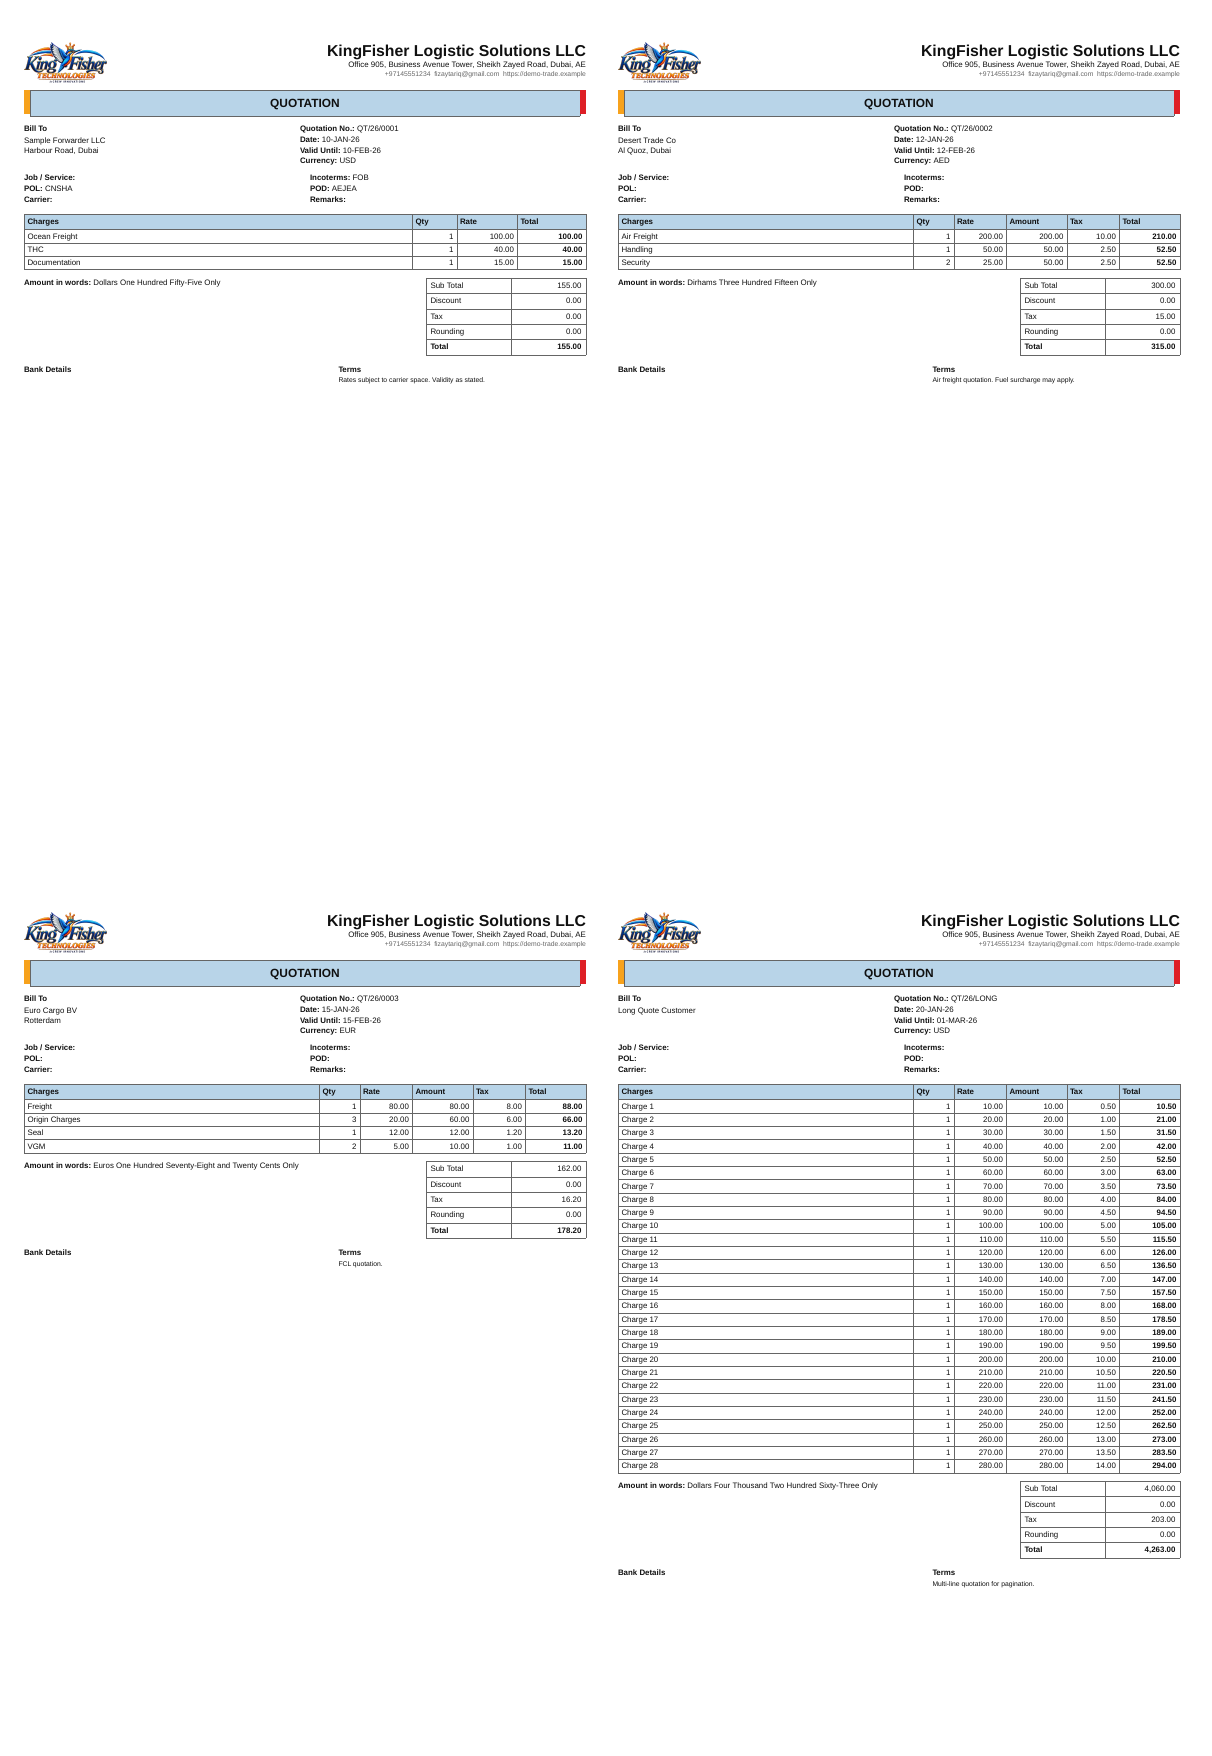 King Fisher
TECHNOLOGIES
KingFisher Logistic Solutions LLC
Office 905, Business Avenue Tower, Sheikh Zayed Road, Dubai, AE
+97145551234 fizaytariq@gmail.com https://demo-trade.example
QUOTATION
Bill To
Sample Forwarder LLC
Harbour Road, Dubai
Quotation No.: QT/26/0001
Date: 10-JAN-26
Valid Until: 10-FEB-26
Currency: USD
Job / Service:
POL: CNSHA
Carrier:
Incoterms: FOB
POD: AEJEA
Remarks:
Charges Qty Rate Total
Ocean Freight 1 100.00 100.00
THC 1 40.00 40.00
Documentation 1 15.00 15.00
Amount in words: Dollars One Hundred Fifty-Five Only
Sub Total 155.00
Discount 0.00
Tax 0.00
Rounding 0.00
Total 155.00
Bank Details
Terms
Rates subject to carrier space. Validity as stated.
King Fisher
TECHNOLOGIES
KingFisher Logistic Solutions LLC
Office 905, Business Avenue Tower, Sheikh Zayed Road, Dubai, AE
+97145551234 fizaytariq@gmail.com https://demo-trade.example
QUOTATION
Bill To
Desert Trade Co
Al Quoz, Dubai
Quotation No.: QT/26/0002
Date: 12-JAN-26
Valid Until: 12-FEB-26
Currency: AED
Job / Service:
POL:
Carrier:
Incoterms:
POD:
Remarks:
Charges Qty Rate Amount Tax Total
Air Freight 1 200.00 200.00 10.00 210.00
Handling 1 50.00 50.00 2.50 52.50
Security 2 25.00 50.00 2.50 52.50
Amount in words: Dirhams Three Hundred Fifteen Only
Sub Total 300.00
Discount 0.00
Tax 15.00
Rounding 0.00
Total 315.00
Bank Details
Terms
Air freight quotation. Fuel surcharge may apply.
King Fisher
TECHNOLOGIES
KingFisher Logistic Solutions LLC
Office 905, Business Avenue Tower, Sheikh Zayed Road, Dubai, AE
+97145551234 fizaytariq@gmail.com https://demo-trade.example
QUOTATION
Bill To
Euro Cargo BV
Rotterdam
Quotation No.: QT/26/0003
Date: 15-JAN-26
Valid Until: 15-FEB-26
Currency: EUR
Job / Service:
POL:
Carrier:
Incoterms:
POD:
Remarks:
Charges Qty Rate Amount Tax Total
Freight 1 80.00 80.00 8.00 88.00
Origin Charges 3 20.00 60.00 6.00 66.00
Seal 1 12.00 12.00 1.20 13.20
VGM 2 5.00 10.00 1.00 11.00
Amount in words: Euros One Hundred Seventy-Eight and Twenty Cents Only
Sub Total 162.00
Discount 0.00
Tax 16.20
Rounding 0.00
Total 178.20
Bank Details
Terms
FCL quotation.
King Fisher
TECHNOLOGIES
KingFisher Logistic Solutions LLC
Office 905, Business Avenue Tower, Sheikh Zayed Road, Dubai, AE
+97145551234 fizaytariq@gmail.com https://demo-trade.example
QUOTATION
Bill To
Long Quote Customer
Quotation No.: QT/26/LONG
Date: 20-JAN-26
Valid Until: 01-MAR-26
Currency: USD
Job / Service:
POL:
Carrier:
Incoterms:
POD:
Remarks:
Charges Qty Rate Amount Tax Total
Charge 1 1 10.00 10.00 0.50 10.50
Charge 2 1 20.00 20.00 1.00 21.00
Charge 3 1 30.00 30.00 1.50 31.50
Charge 4 1 40.00 40.00 2.00 42.00
Charge 5 1 50.00 50.00 2.50 52.50
Charge 6 1 60.00 60.00 3.00 63.00
Charge 7 1 70.00 70.00 3.50 73.50
Charge 8 1 80.00 80.00 4.00 84.00
Charge 9 1 90.00 90.00 4.50 94.50
Charge 10 1 100.00 100.00 5.00 105.00
Charge 11 1 110.00 110.00 5.50 115.50
Charge 12 1 120.00 120.00 6.00 126.00
Charge 13 1 130.00 130.00 6.50 136.50
Charge 14 1 140.00 140.00 7.00 147.00
Charge 15 1 150.00 150.00 7.50 157.50
Charge 16 1 160.00 160.00 8.00 168.00
Charge 17 1 170.00 170.00 8.50 178.50
Charge 18 1 180.00 180.00 9.00 189.00
Charge 19 1 190.00 190.00 9.50 199.50
Charge 20 1 200.00 200.00 10.00 210.00
Charge 21 1 210.00 210.00 10.50 220.50
Charge 22 1 220.00 220.00 11.00 231.00
Charge 23 1 230.00 230.00 11.50 241.50
Charge 24 1 240.00 240.00 12.00 252.00
Charge 25 1 250.00 250.00 12.50 262.50
Charge 26 1 260.00 260.00 13.00 273.00
Charge 27 1 270.00 270.00 13.50 283.50
Charge 28 1 280.00 280.00 14.00 294.00
Amount in words: Dollars Four Thousand Two Hundred Sixty-Three Only
Sub Total 4,060.00
Discount 0.00
Tax 203.00
Rounding 0.00
Total 4,263.00
Bank Details
Terms
Multi-line quotation for pagination.